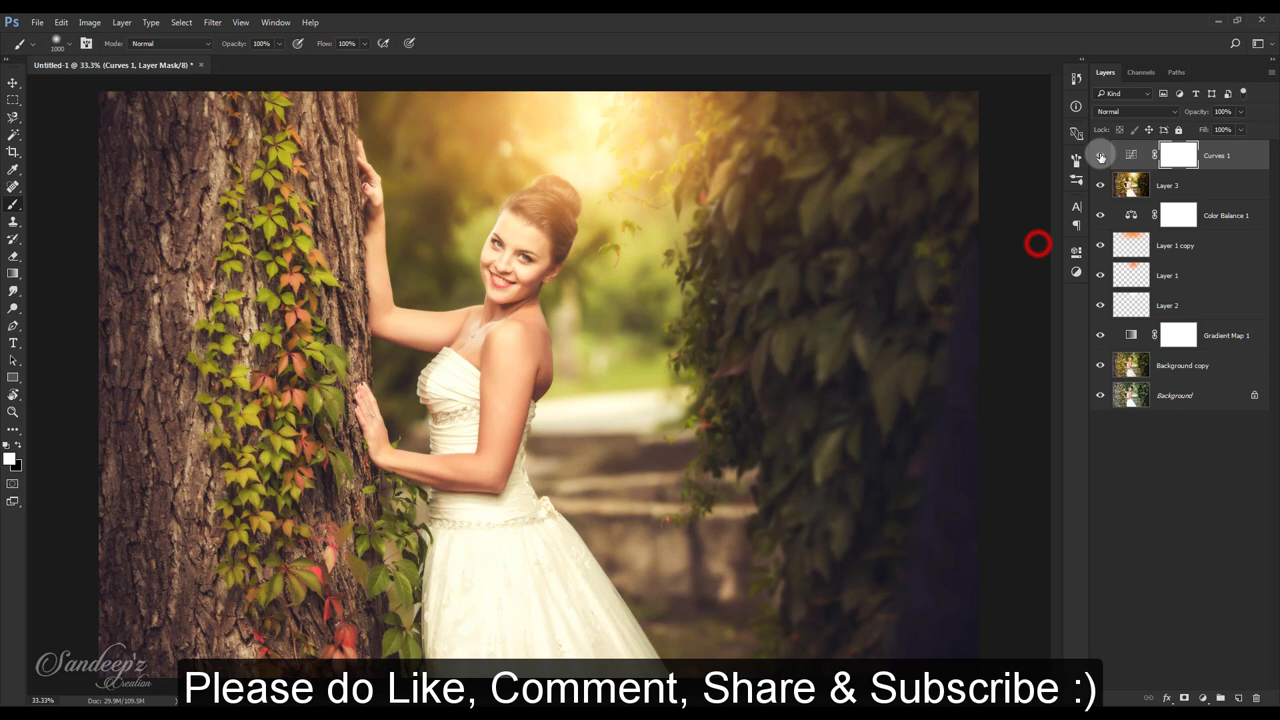 Ps File Edit Image Layer Type Select Filter View Window Help
1000 Mode: Normal Opacity: 100% Flow: 100%
Untitled-1 @ 33.3% (Curves 1, Layer Mask/8) * ×
Layers Channels Paths
Kind
Normal Opacity: 100%
Lock: Fill: 100%
Curves 1
Layer 3
Color Balance 1
Layer 1 copy
Layer 1
Layer 2
Gradient Map 1
Background copy
Background
Sandeep'z
Creation
Please do Like, Comment, Share & Subscribe :)
33.33% Doc: 29.9M/109.5M